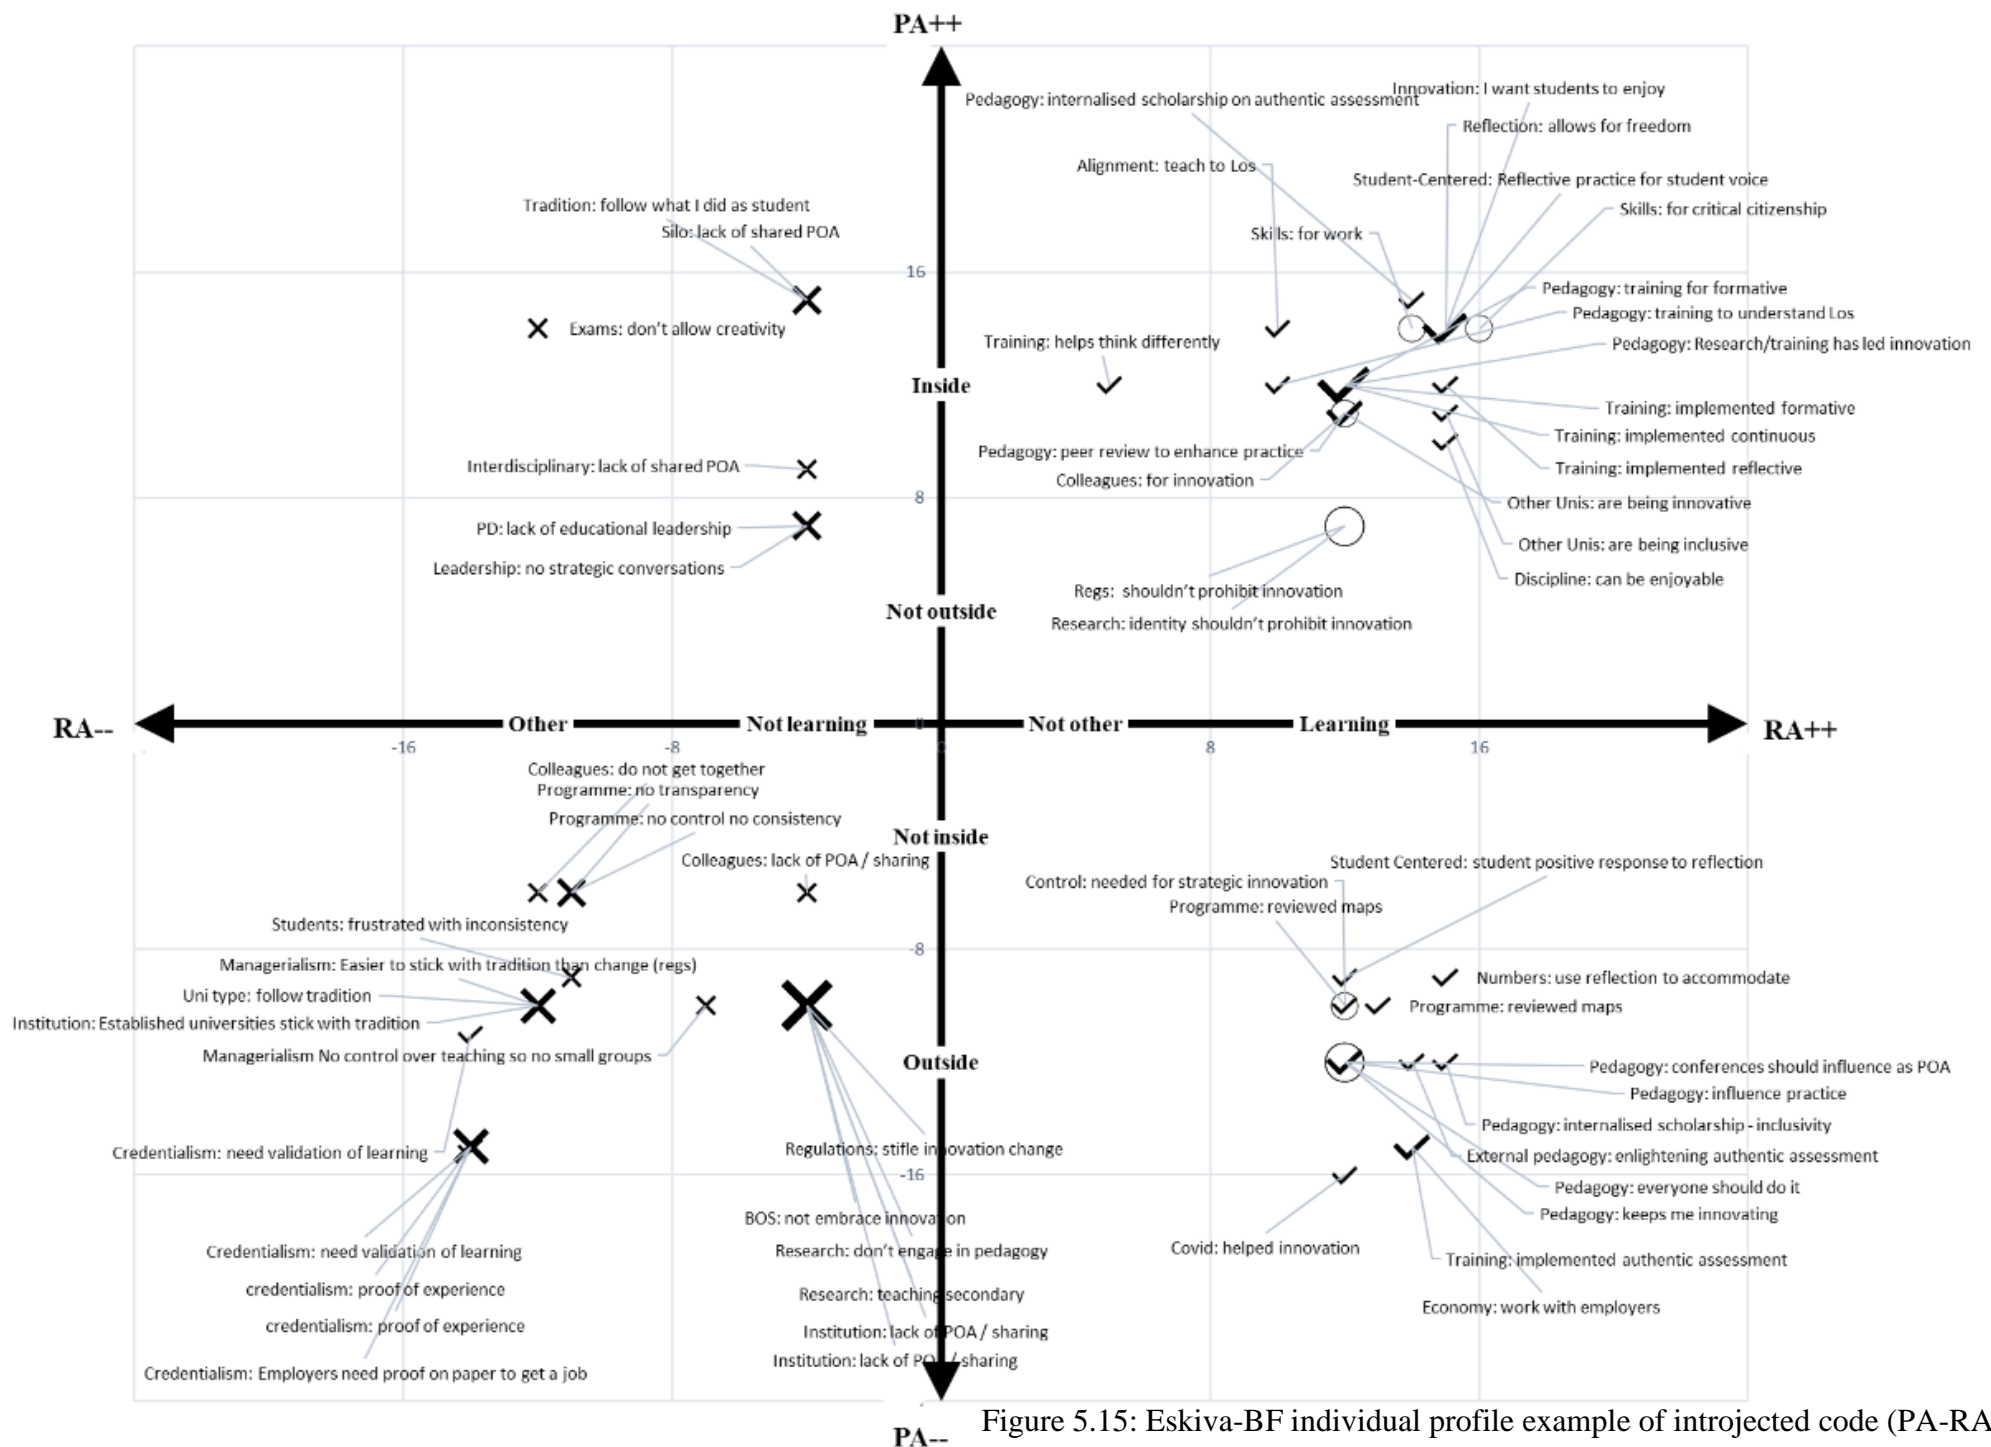 PA++
Innovation: I want students to enjoy
Pedagogy: internalised scholarship on authentic assessment
Reflection: allows for freedom
Alignment: teach to Los
Student-Centered: Reflective practice for student voice
Tradition: follow what I did as student
Skills: for critical citizenship
Silo: lack of shared POA
Skills: for work
16
Pedagogy: training for formative
Pedagogy: training to understand Los
Exams: don't allow creativity
Training: helps think differently
Pedagogy: Research/training has led innovation
Inside
Training: implemented formative
Training: implemented continuous
Pedagogy: peer review to enhance practice
Interdisciplinary: lack of shared POA
Training: implemented reflective
Colleagues: for innovation
8
Other Unis: are being innovative
PD: lack of educational leadership
Other Unis: are being inclusive
Leadership: no strategic conversations
Discipline: can be enjoyable
Regs: shouldn't prohibit innovation
Not outside
Research: identity shouldn't prohibit innovation
RA-- Other Not learning Not other Learning RA++
-16 -8 0 8 16
Colleagues: do not get together
Programme: no transparency
Programme: no control no consistency
Not inside
Colleagues: lack of POA / sharing
Student Centered: student positive response to reflection
Control: needed for strategic innovation
Programme: reviewed maps
Students: frustrated with inconsistency
-8
Managerialism: Easier to stick with tradition than change (regs)
Numbers: use reflection to accommodate
Uni type: follow tradition
Programme: reviewed maps
Institution: Established universities stick with tradition
Managerialism No control over teaching so no small groups
Outside
Pedagogy: conferences should influence as POA
Pedagogy: influence practice
Pedagogy: internalised scholarship - inclusivity
Regulations: stifle innovation change
Credentialism: need validation of learning
External pedagogy: enlightening authentic assessment
-16
Pedagogy: everyone should do it
BOS: not embrace innovation
Pedagogy: keeps me innovating
Credentialism: need validation of learning
Research: don't engage in pedagogy
Covid: helped innovation
Training: implemented authentic assessment
credentialism: proof of experience
Research: teaching secondary
Economy: work with employers
credentialism: proof of experience
Institution: lack of POA / sharing
Institution: lack of POA / sharing
Credentialism: Employers need proof on paper to get a job
Figure 5.15: Eskiva-BF individual profile example of introjected code (PA-RA
PA--